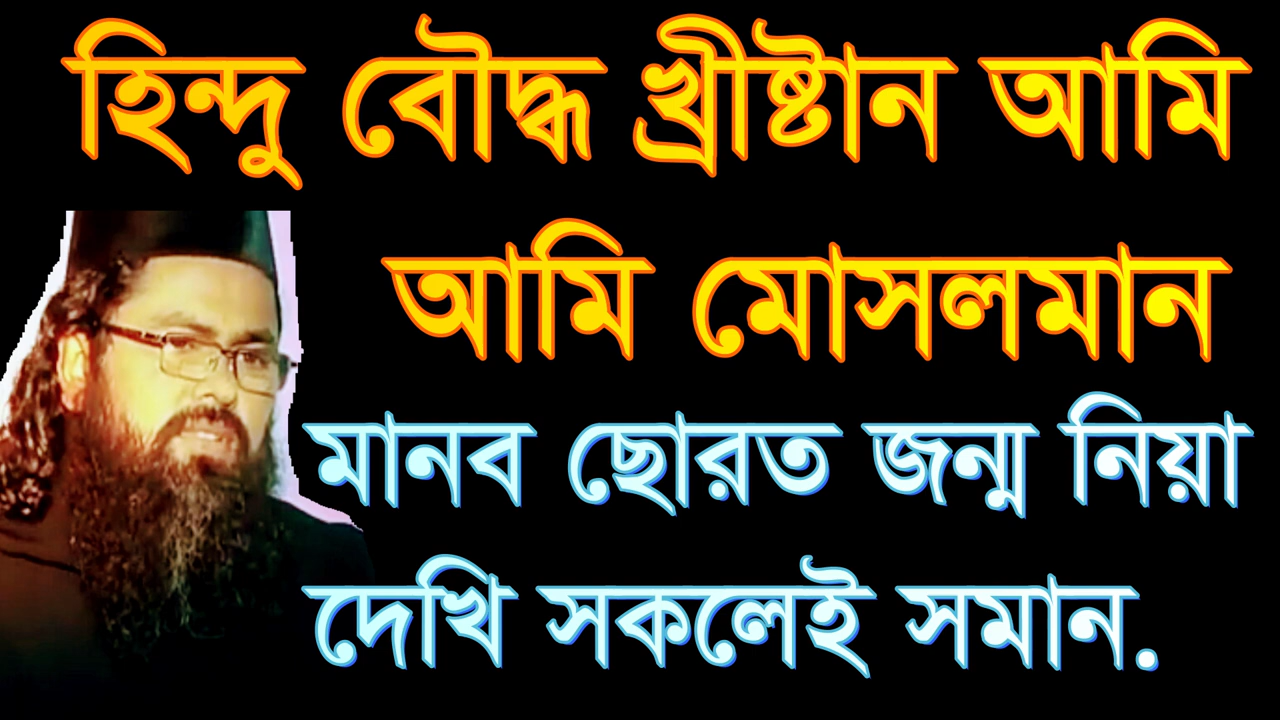 হিন্দু বৌদ্ধ খ্রীষ্টান আমি
আমি মোসলমান
মানব ছোরত জন্ম নিয়া
দেখি সকলেই সমান.